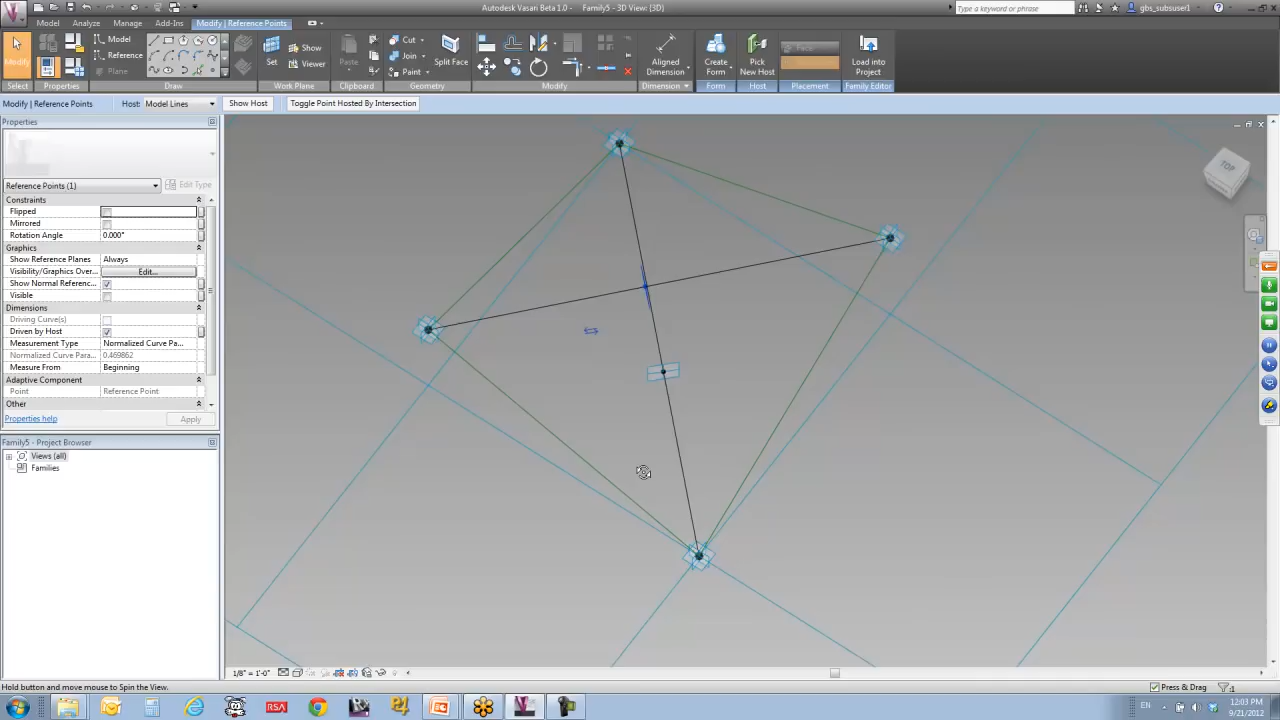 Autodesk Vasari Beta 1.0 - Family5 - 3D View: {3D}
Type a keyword or phrase
gbs_subsuser1
Model Analyze Manage Add-Ins Modify | Reference Points
Modify
Model
Reference
Plane
Set
Show
Viewer
Paste
Cut
Join
Paint
Split Face
Aligned Dimension
Create Form
Pick New Host
Load into Project
Select Properties Draw Work Plane Clipboard Geometry Modify Dimension Form Host Placement Family Editor
Modify | Reference Points Host: Model Lines Show Host Toggle Point Hosted By Intersection
Properties
Reference Points (1) Edit Type
Constraints
Flipped
Mirrored
Rotation Angle 0.000°
Graphics
Show Reference Planes Always
Visibility/Graphics Over... Edit...
Show Normal Referenc...
Visible
Dimensions
Driving Curve(s)
Driven by Host
Measurement Type Normalized Curve Pa...
Normalized Curve Para... 0.469862
Measure From Beginning
Adaptive Component
Point Reference Point
Other
Properties help Apply
Family5 - Project Browser
Views (all)
Families
TOP
1/8" = 1'-0"
Hold button and move mouse to Spin the View.
Press & Drag
:1
RSA
EN
12:03 PM
9/21/2012